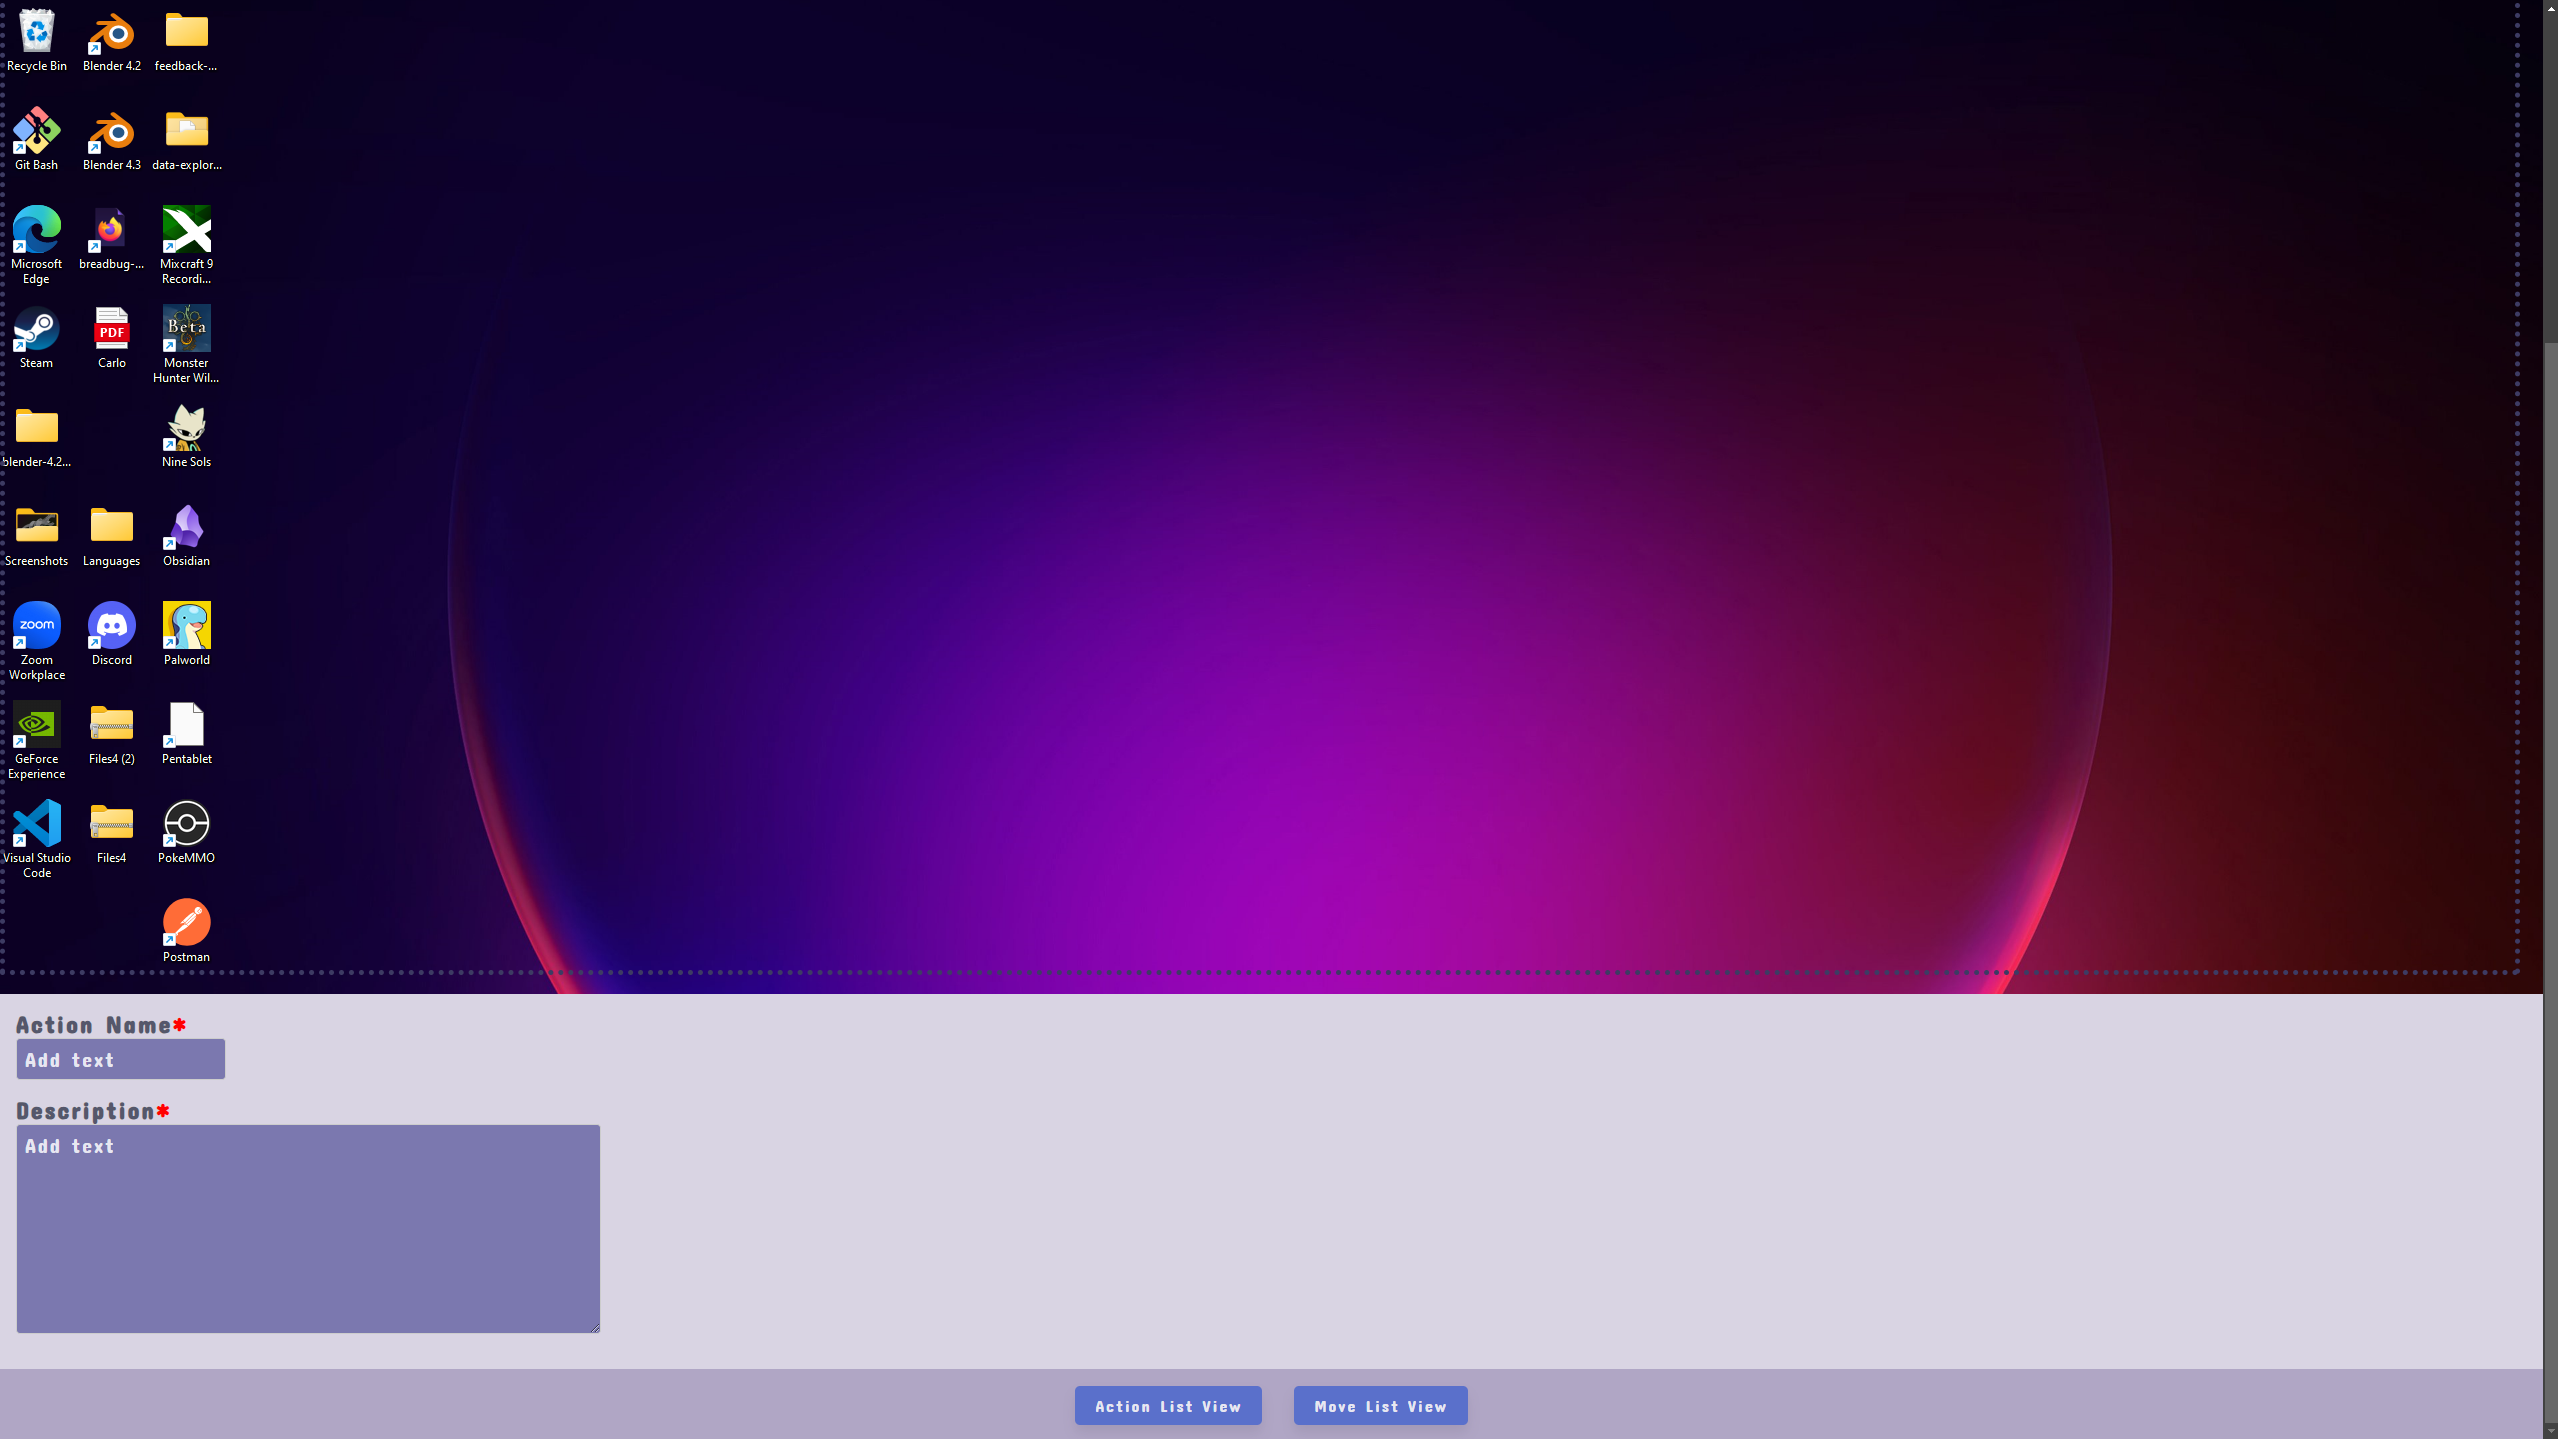 Recycle Bin
Blender 4.2
feedback-...
Git Bash
Blender 4.3
data-explor...
Microsoft
Edge
breadbug-...
Mixcraft 9
Recordi...
Steam
PDF
Carlo
Beta
Monster
Hunter Wil...
blender-4.2...
Nine Sols
Screenshots
Languages
Obsidian
zoom
Zoom
Workplace
Discord
Palworld
GeForce
Experience
Files4 (2)
Pentablet
Visual Studio
Code
Files4
PokeMMO
Postman
Action Name*
Add text
Description*
Add text
Action List View
Move List View